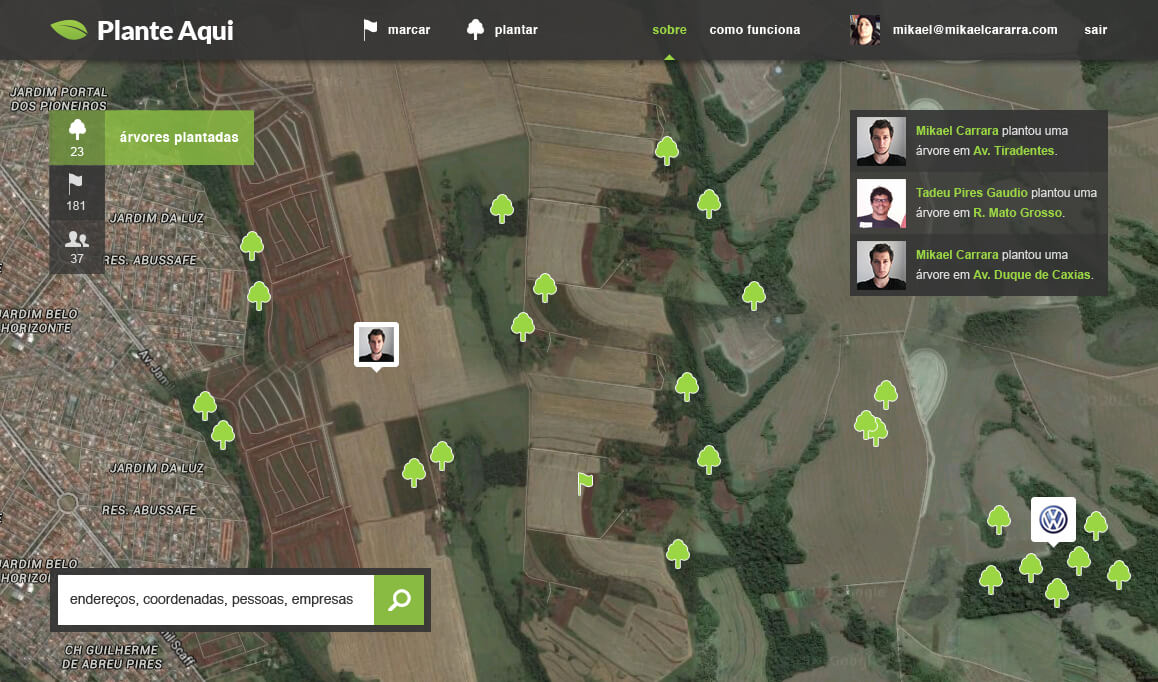 Plante Aqui
marcar
plantar
sobre
como funciona
mikael@mikaelcararra.com
sair
JARDIM PORTAL
DOS PIONEIROS
23
árvores plantadas
181
37
JARDIM DA LUZ
RES. ABUSSAFE
JARDIM BELO
HORIZONTE
Mikael Carrara plantou uma
árvore em Av. Tiradentes.
Tadeu Pires Gaudio plantou uma
árvore em R. Mato Grosso.
Mikael Carrara plantou uma
árvore em Av. Duque de Caxias.
JARDIM DA LUZ
RES. ABUSSAFE
JARDIM BELO
HORIZON
endereços, coordenadas, pessoas, empresas
CH GUILHERME
DE ABREU PIRES